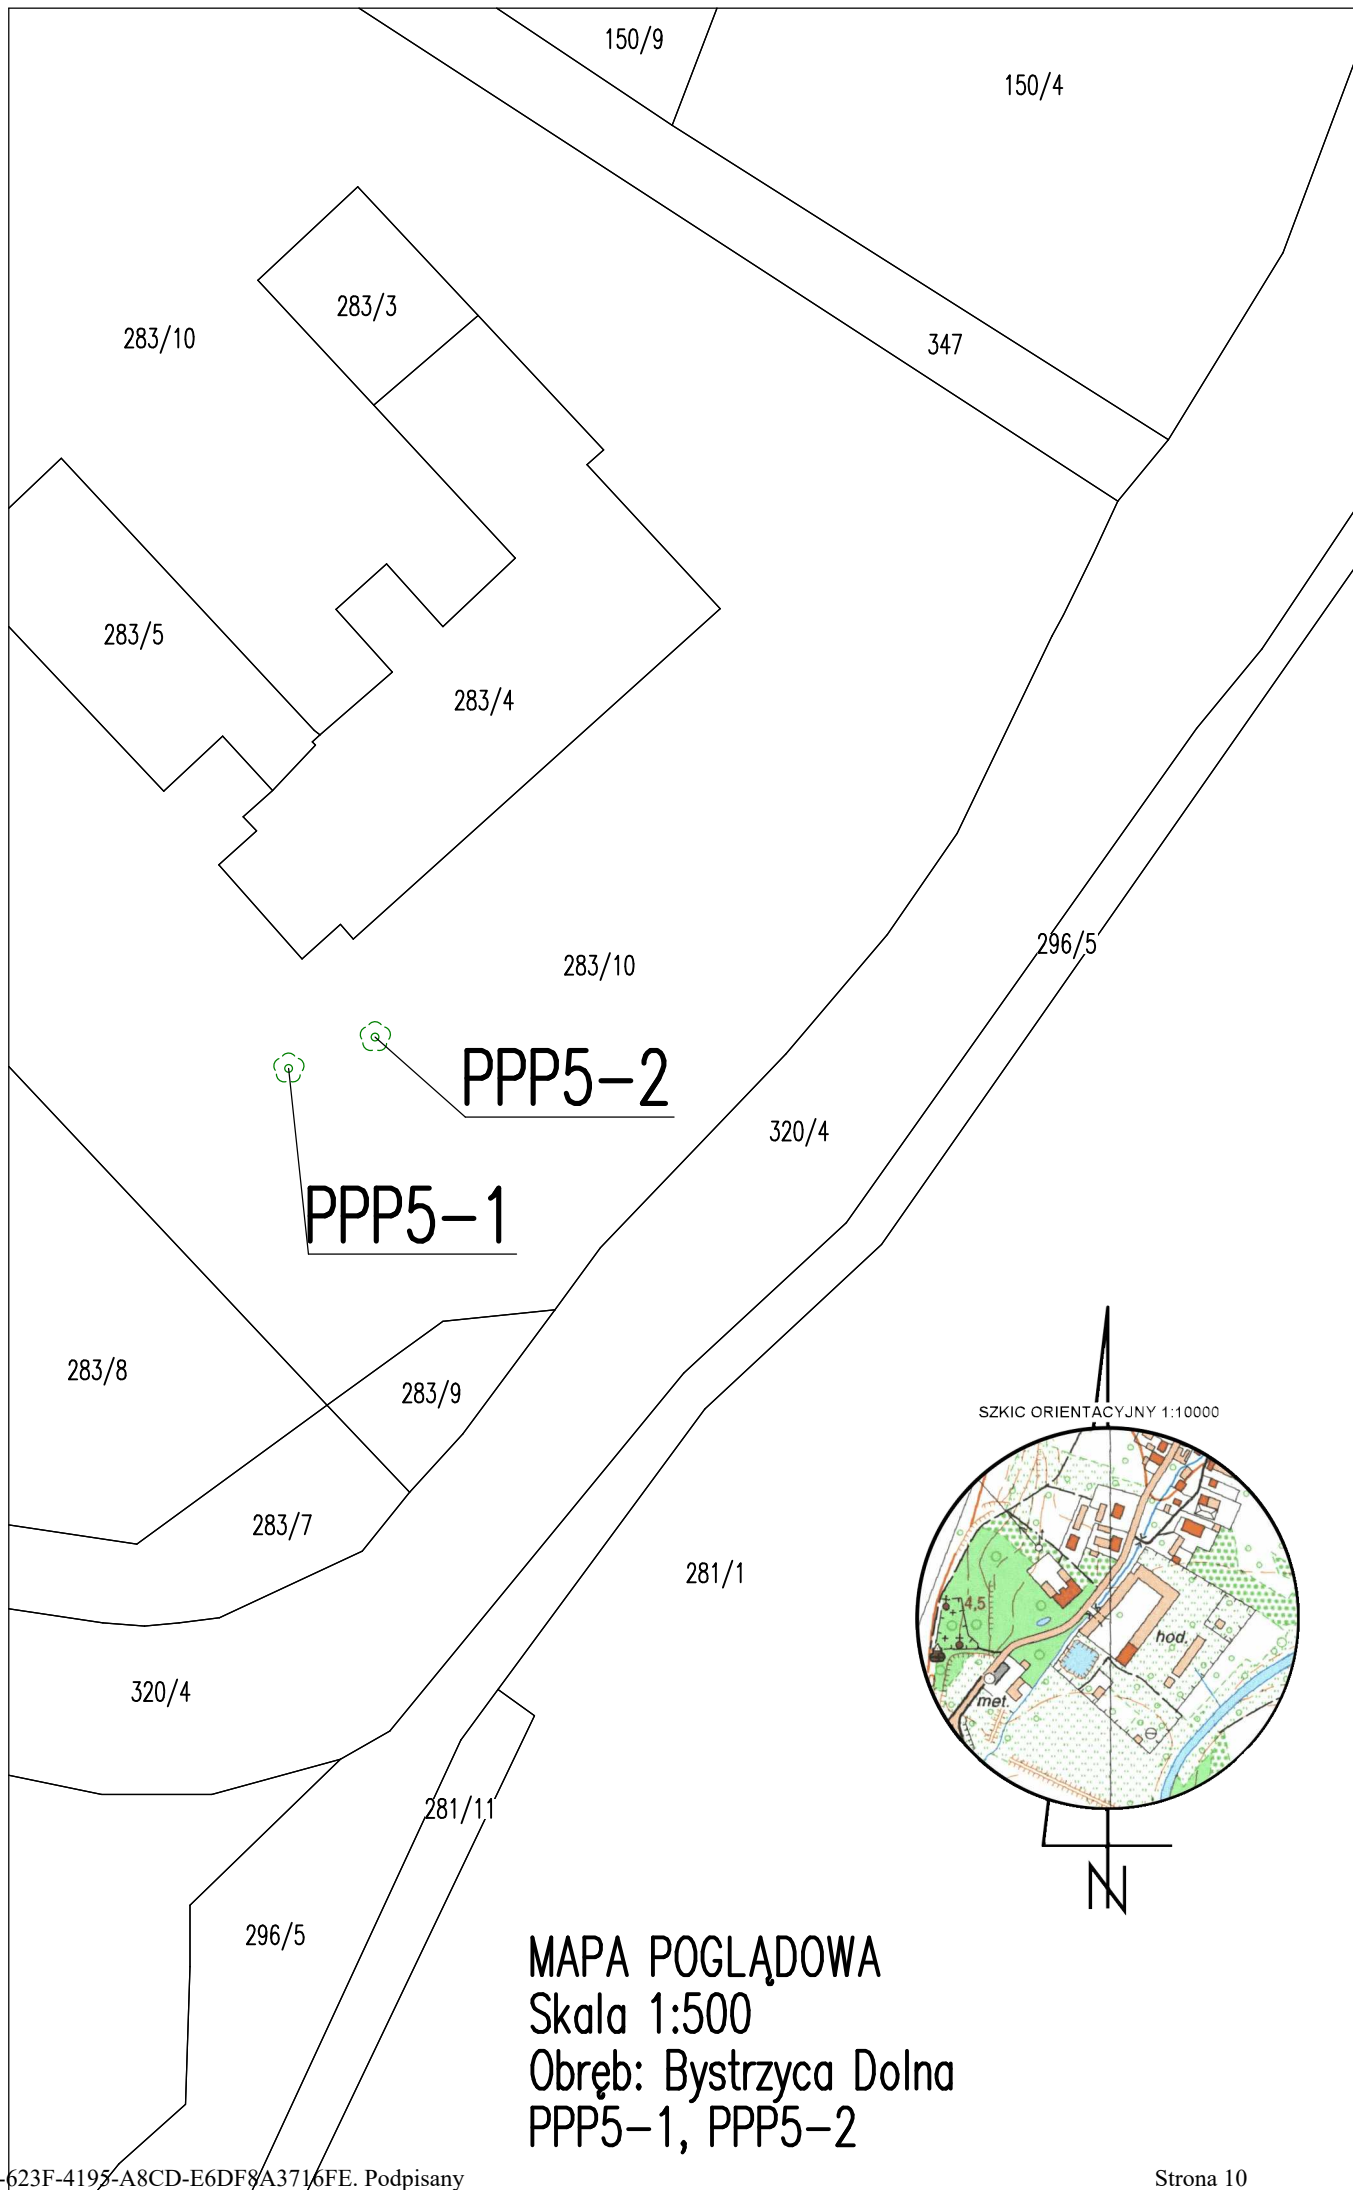 150/9
150/4
283/3
283/10
347
283/5
283/4
296/5
283/10
PPP5-2
320/4
PPP5-1
283/8
283/9
SZKIC ORIENTACYJNY 1:10000
283/7
281/1
4,5
hod.
met.
320/4
281/11
N
296/5
MAPA POGLĄDOWA
Skala 1:500
Obręb: Bystrzyca Dolna
PPP5-1, PPP5-2
-623F-4195-A8CD-E6DF8A3716FE. Podpisany
Strona 10